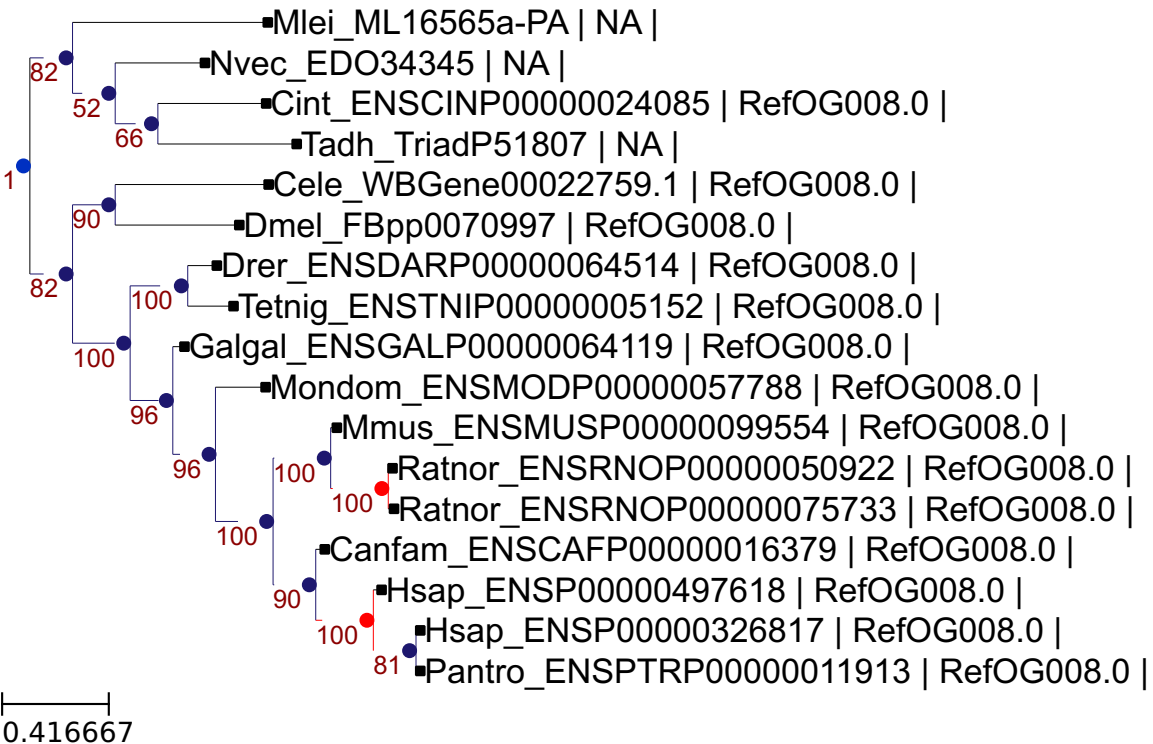 Mlei_ML16565a-PA | NA |
82
Nvec_EDO34345 | NA |
52
Cint_ENSCINP00000024085 | RefOG008.0 |
66
Tadh_TriadP51807 | NA |
1
Cele_WBGene00022759.1 | RefOG008.0 |
90
Dmel_FBpp0070997 | RefOG008.0 |
82
Drer_ENSDARP00000064514 | RefOG008.0 |
100
Tetnig_ENSTNIP00000005152 | RefOG008.0 |
100
Galgal_ENSGALP00000064119 | RefOG008.0 |
96
Mondom_ENSMODP00000057788 | RefOG008.0 |
96
Mmus_ENSMUSP00000099554 | RefOG008.0 |
100
Ratnor_ENSRNOP00000050922 | RefOG008.0 |
100
Ratnor_ENSRNOP00000075733 | RefOG008.0 |
100
Canfam_ENSCAFP00000016379 | RefOG008.0 |
90
Hsap_ENSP00000497618 | RefOG008.0 |
100
Hsap_ENSP00000326817 | RefOG008.0 |
81
Pantro_ENSPTRP00000011913 | RefOG008.0 |
0.416667